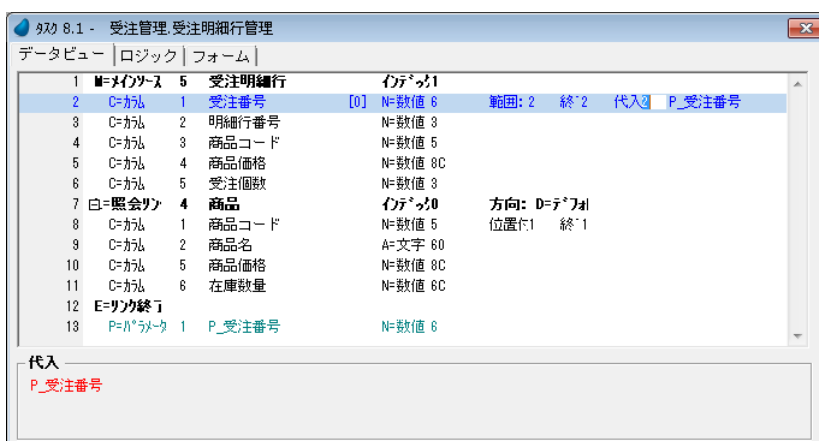 ﾀｽｸ 8.1 - 受注管理.受注明細行管理
データビュー ロジック フォーム
1 M=ﾒｲﾝｿｰｽ 5 受注明細行 ｲﾝﾃﾞｯｸｽ1
2 C=ｶﾗﾑ 1 受注番号 [0] N=数値 6 範囲: 2 終 2 代入 2 P_受注番号
3 C=ｶﾗﾑ 2 明細行番号 N=数値 3
4 C=ｶﾗﾑ 3 商品コード N=数値 5
5 C=ｶﾗﾑ 4 商品価格 N=数値 8C
6 C=ｶﾗﾑ 5 受注個数 N=数値 3
7 =照会ﾘﾝ 4 商品 ｲﾝﾃﾞｯｸｽ0 方向: D=ﾃﾞﾌｫﾙ
8 C=ｶﾗﾑ 1 商品コード N=数値 5 位置付 1 終 1
9 C=ｶﾗﾑ 2 商品名 A=文字 60
10 C=ｶﾗﾑ 5 商品価格 N=数値 8C
11 C=ｶﾗﾑ 6 在庫数量 N=数値 6C
12 E=ﾘﾝｸ終了
13 P=ﾊﾟﾗﾒｰﾀ 1 P_受注番号 N=数値 6
代入
P_受注番号